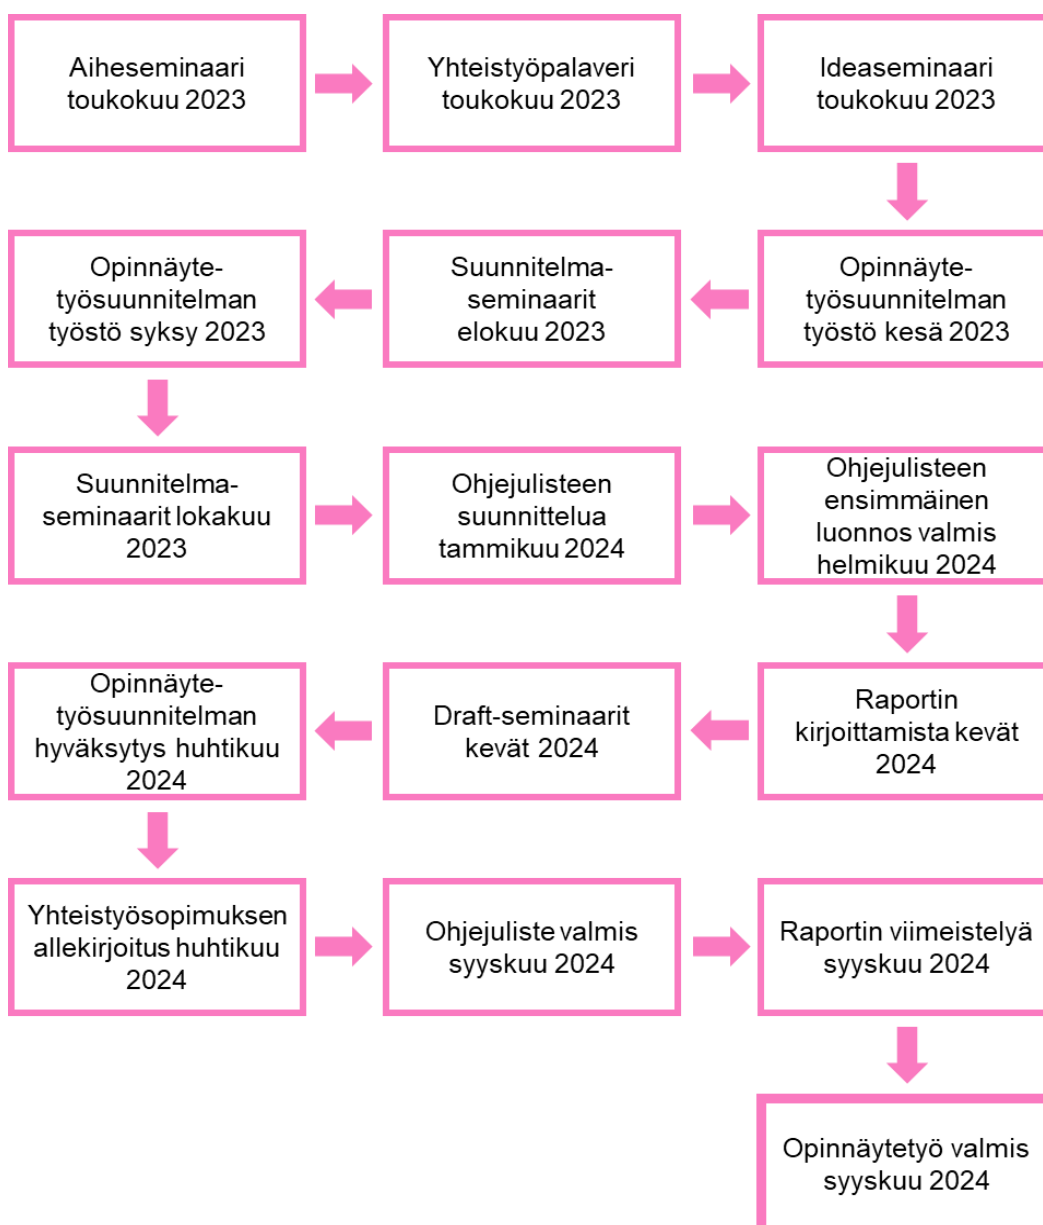 Aiheseminaari
toukokuu 2023
Yhteistyöpalaveri
toukokuu 2023
Ideaseminaari
toukokuu 2023
Opinnäyte-
työsuunnitelman
työstö kesä 2023
Suunnitelma-
seminaarit
elokuu 2023
Opinnäyte-
työsuunnitelman
työstö syksy 2023
Suunnitelma-
seminaarit lokakuu
2023
Ohjejulisteen
suunnittelua
tammikuu 2024
Ohjejulisteen
ensimmäinen
luonnos valmis
helmikuu 2024
Raportin
kirjoittamista kevät
2024
Draft-seminaarit
kevät 2024
Opinnäyte-
työsuunnitelman
hyväksytys huhtikuu
2024
Yhteistyösopimuksen
allekirjoitus huhtikuu
2024
Ohjejuliste valmis
syyskuu 2024
Raportin viimeistelyä
syyskuu 2024
Opinnäytetyö valmis
syyskuu 2024